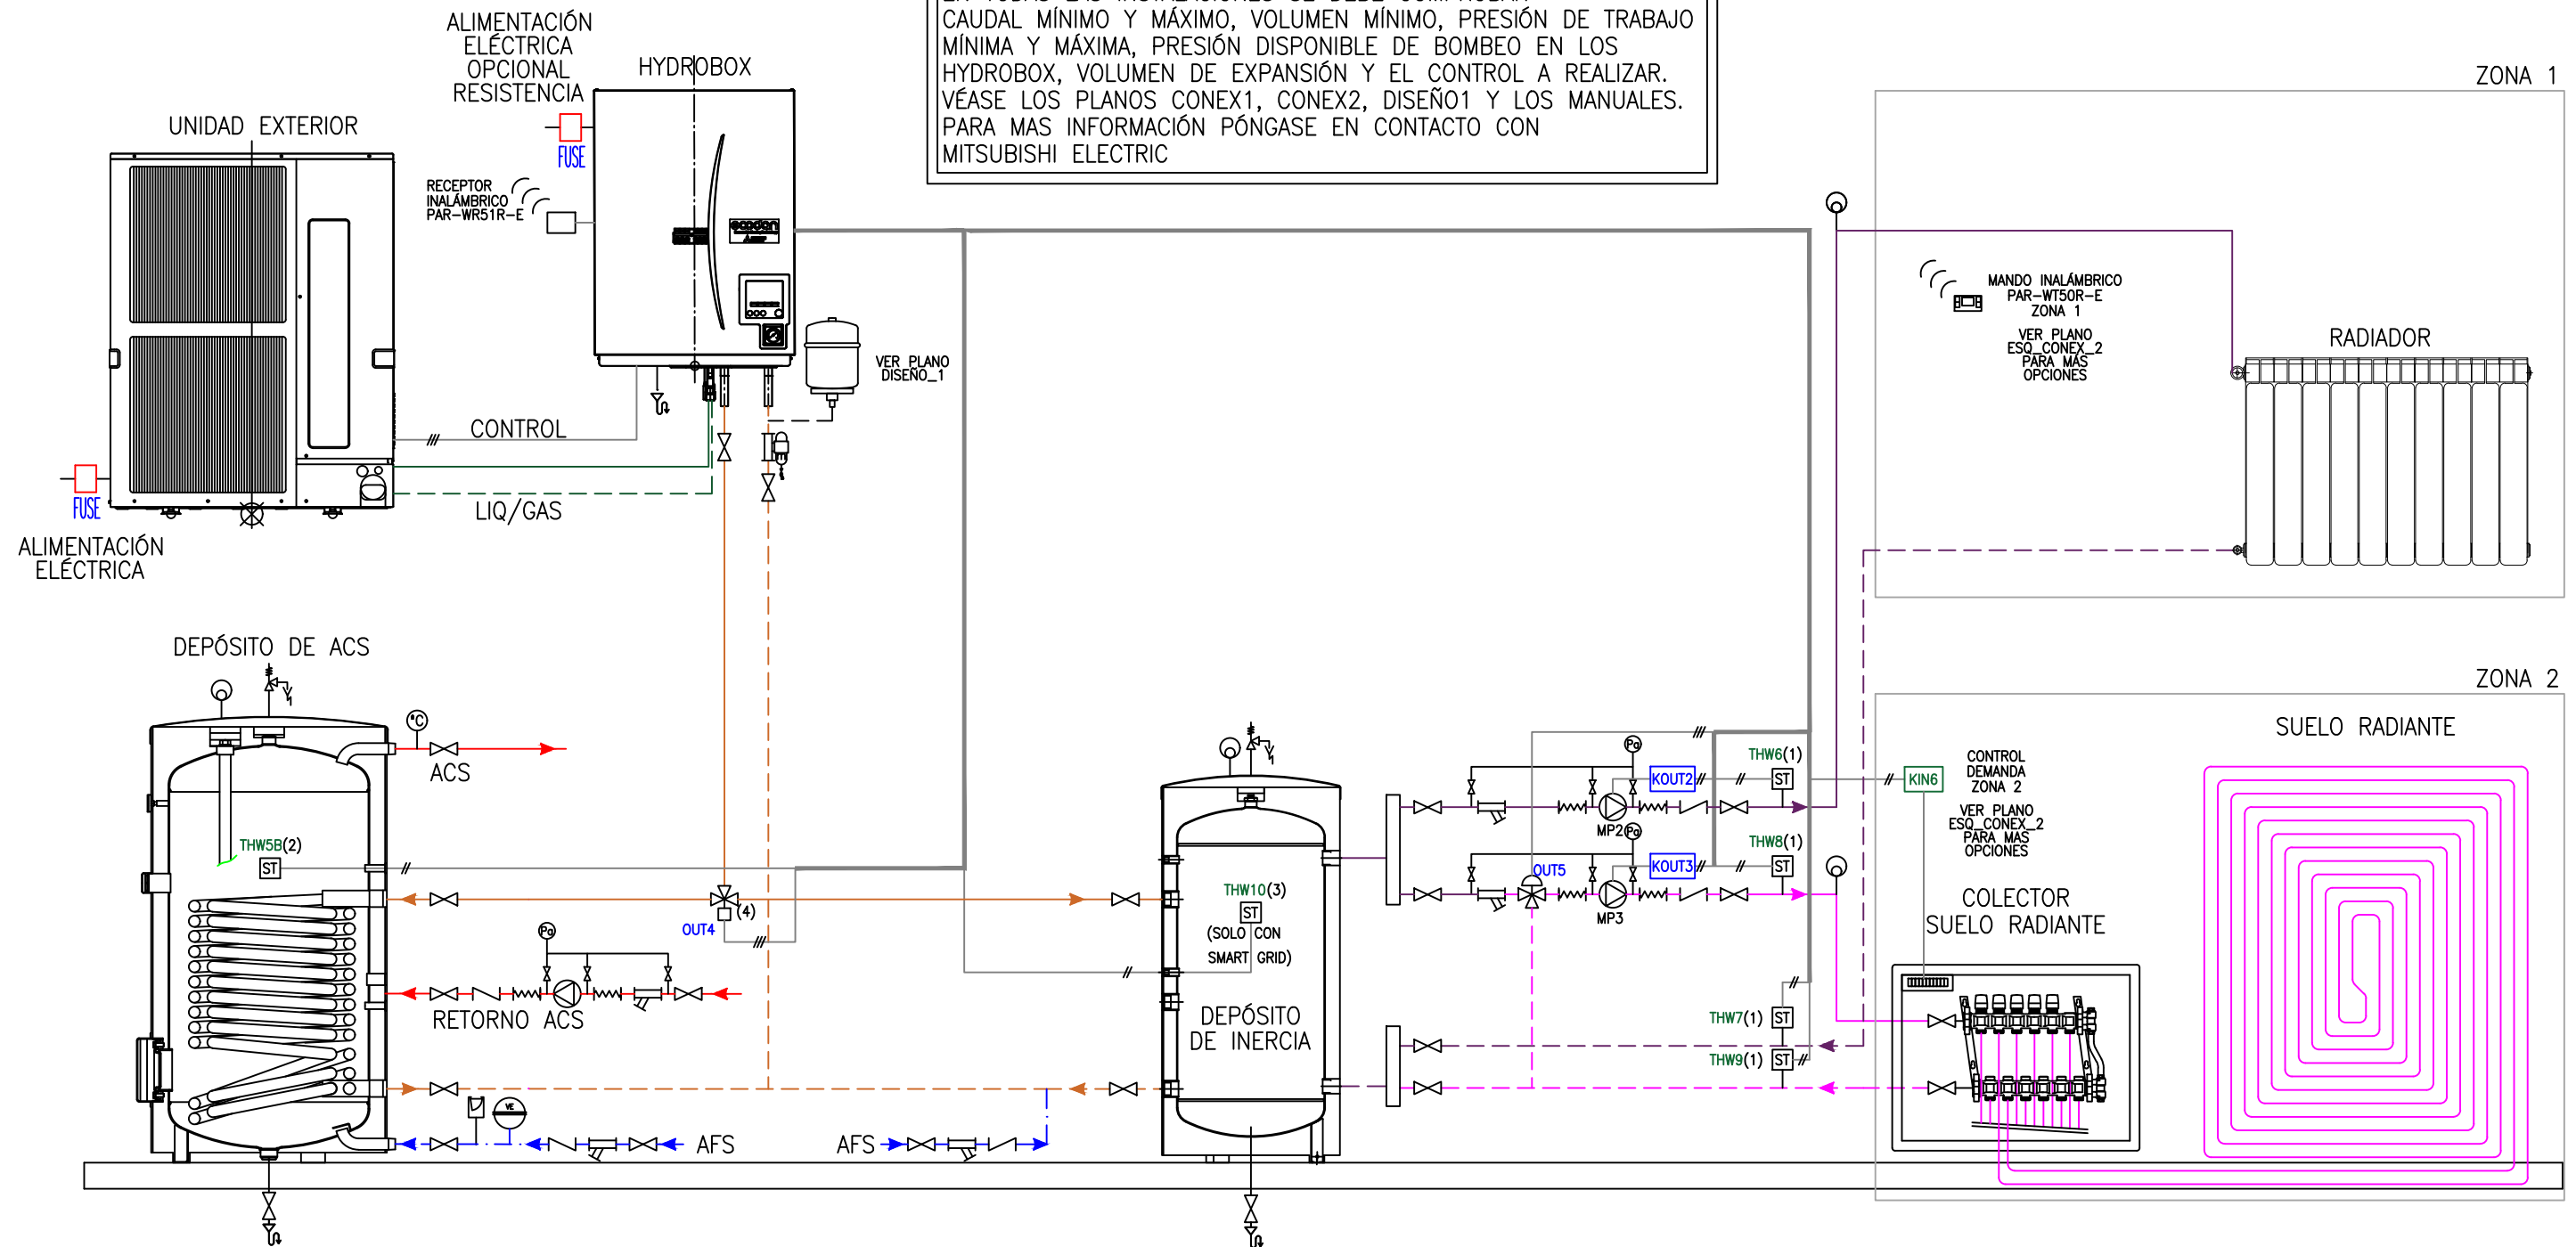 CAUDAL MÍNIMO Y MÁXIMO, VOLUMEN MÍNIMO, PRESIÓN DE TRABAJO
MÍNIMA Y MÁXIMA, PRESIÓN DISPONIBLE DE BOMBEO EN LOS
HYDROBOX, VOLUMEN DE EXPANSIÓN Y EL CONTROL A REALIZAR.
VÉASE LOS PLANOS CONEX1, CONEX2, DISEÑO1 Y LOS MANUALES.
PARA MAS INFORMACIÓN PÓNGASE EN CONTACTO CON
MITSUBISHI ELECTRIC
ALIMENTACIÓN
ELÉCTRICA
OPCIONAL
RESISTENCIA
HYDROBOX
FUSE
UNIDAD EXTERIOR
RECEPTOR
INALÁMBRICO
PAR-WR51R-E
ecodan
VER PLANO
DISEÑO_1
CONTROL
LIQ/GAS
FUSE
ALIMENTACIÓN
ELÉCTRICA
ZONA 1
MANDO INALÁMBRICO
PAR-WT50R-E
ZONA 1
VER PLANO
ESQ_CONEX_2
PARA MÁS
OPCIONES
RADIADOR
DEPÓSITO DE ACS
°C
ACS
THW5B(2)
ST
OUT4
(4)
Pa
RETORNO ACS
VE
AFS
AFS
THW10(3)
ST
(SOLO CON
SMART GRID)
DEPÓSITO
DE INERCIA
Pa
KOUT2
THW6(1)
ST
MP2
Pa
OUT5
KOUT3
THW8(1)
ST
MP3
THW7(1)
ST
THW9(1)
ST
ZONA 2
KIN6
CONTROL
DEMANDA
ZONA 2
VER PLANO
ESQ_CONEX_2
PARA MAS
OPCIONES
SUELO RADIANTE
COLECTOR
SUELO RADIANTE